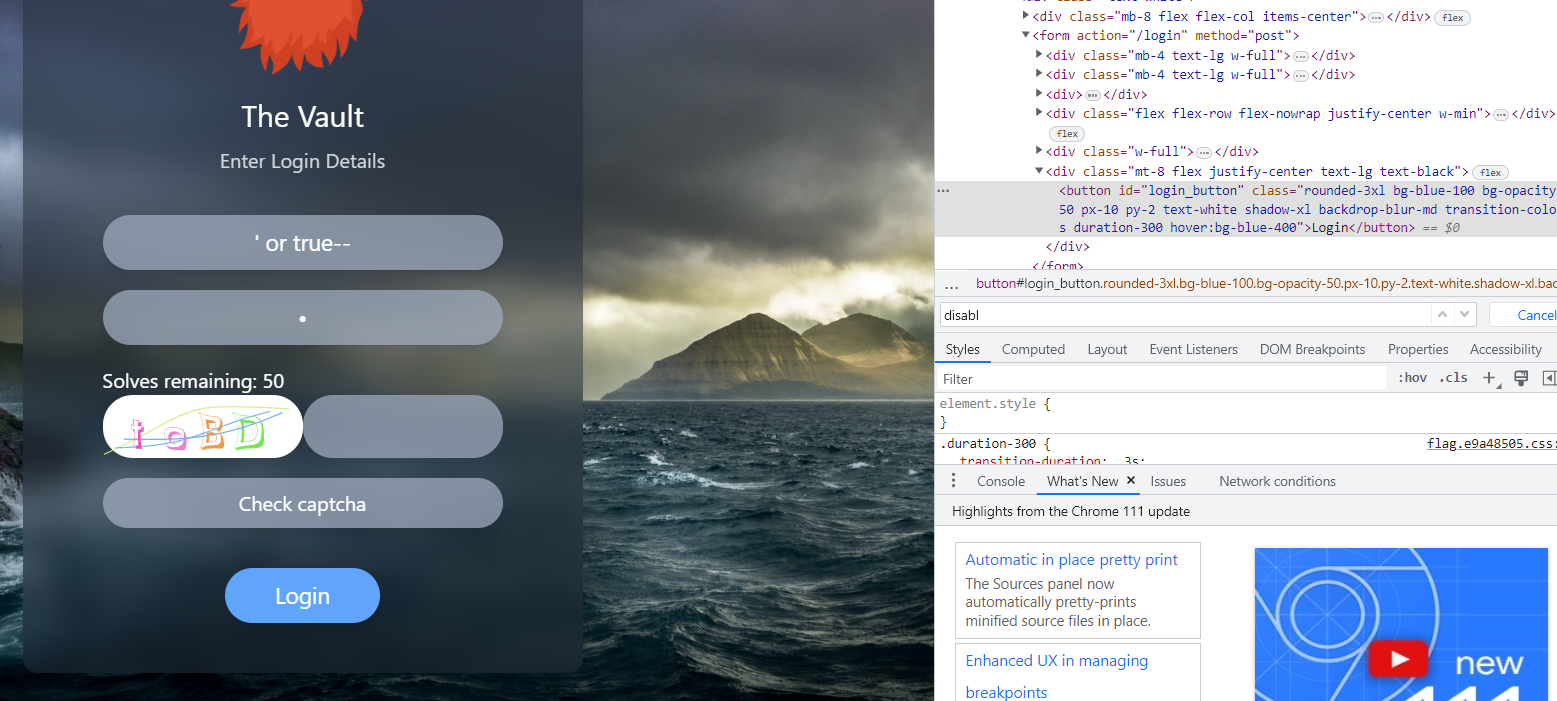 The Vault
Enter Login Details
' or true--
•
Solves remaining: 50
Check captcha
Login
<div class="mb-8 flex flex-col items-center">⋯</div> flex
<form action="/login" method="post">
<div class="mb-4 text-lg w-full">⋯</div>
<div class="mb-4 text-lg w-full">⋯</div>
<div>⋯</div>
<div class="flex flex-row flex-nowrap justify-center w-min">⋯</div>
flex
<div class="w-full">⋯</div>
<div class="mt-8 flex justify-center text-lg text-black"> flex
<button id="login_button" class="rounded-3xl bg-blue-100 bg-opacity
50 px-10 py-2 text-white shadow-xl backdrop-blur-md transition-colo
s duration-300 hover:bg-blue-400">Login</button> == $0
</div>
</form>
... button#login_button.rounded-3xl.bg-blue-100.bg-opacity-50.px-10.py-2.text-white.shadow-xl.bac
disabl
Cancel
Styles Computed Layout Event Listeners DOM Breakpoints Properties Accessibility
Filter :hov .cls +
element.style {
}
.duration-300 { flag.e9a48505.css:
transition-duration: .3s;
Console What's New × Issues Network conditions
Highlights from the Chrome 111 update
Automatic in place pretty print
The Sources panel now
automatically pretty-prints
minified source files in place.
Enhanced UX in managing
breakpoints
new
111